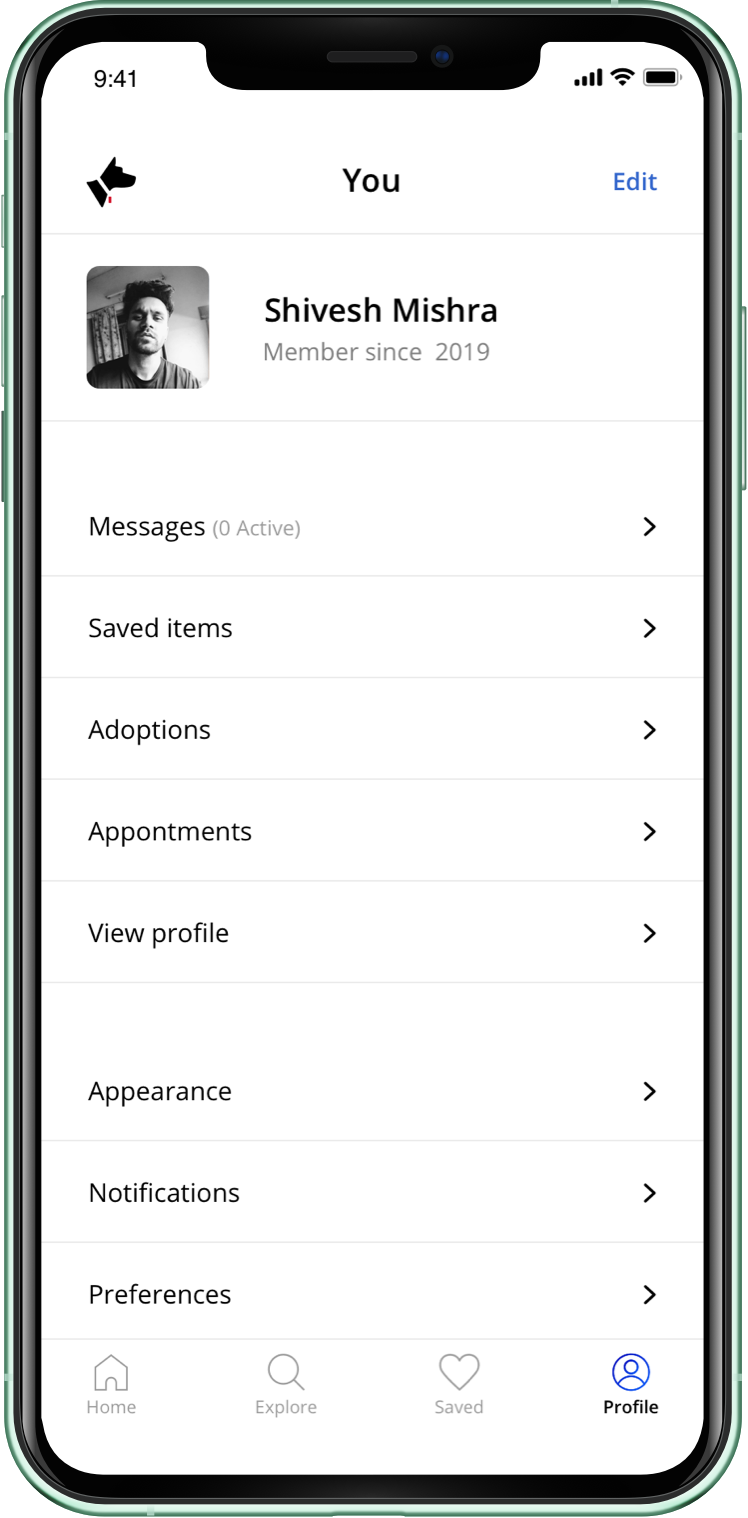 9:41
You
Edit
Shivesh Mishra
Member since 2019
Messages (0 Active)
Saved items
Adoptions
Appontments
View profile
Appearance
Notifications
Preferences
Home
Explore
Saved
Profile